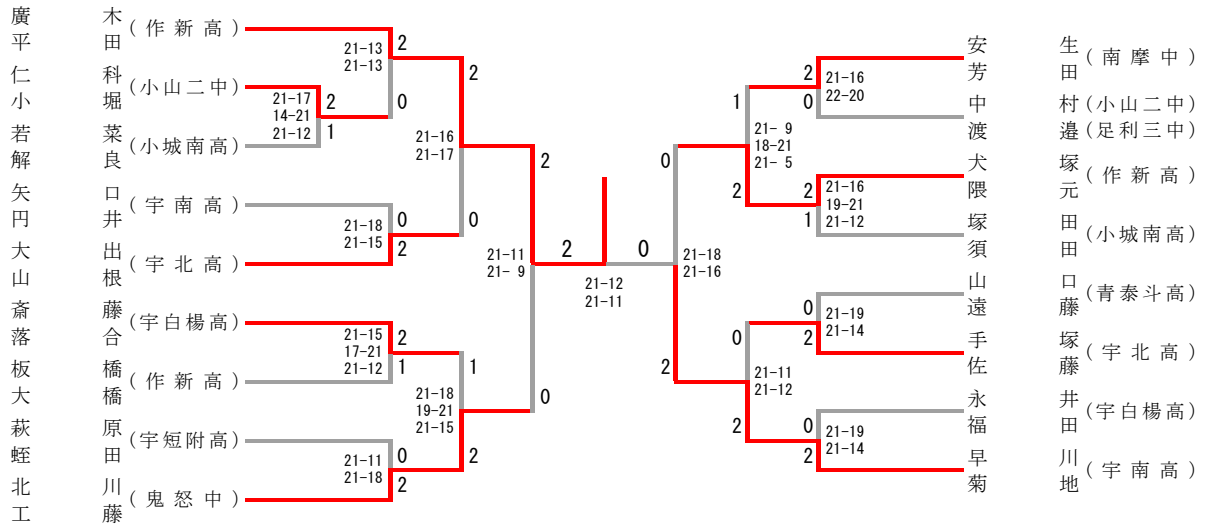 廣木
平田
(作新高)
仁科
小堀
(小山二中)
若菜
解良
(小城南高)
矢口
円井
(宇南高)
大出
山根
(宇北高)
斎藤
落合
(宇白楊高)
板橋
大橋
(作新高)
萩原
蛭田
(宇短附高)
北川
工藤
(鬼怒中)
21-17
14-21
21-12
2
1
21-13
21-13
2
0
21-18
21-15
0
2
21-15
17-21
21-12
2
1
21-11
21-18
0
2
21-16
21-17
2
0
21-18
19-21
21-15
1
2
21-11
21- 9
2
0
2
0
21-12
21-11
0
2
21-18
21-16
1
2
21- 9
18-21
21- 5
0
2
21-11
21-12
2
0
21-16
22-20
2
1
21-16
19-21
21-12
0
2
21-19
21-14
0
2
21-19
21-14
安生
芳田
(南摩中)
中村(小山二中)
渡邉(足利三中)
犬塚
隈元
(作新高)
塚田
須田
(小城南高)
山口
遠藤
(青泰斗高)
手塚
佐藤
(宇北高)
永井
福田
(宇白楊高)
早川
菊地
(宇南高)